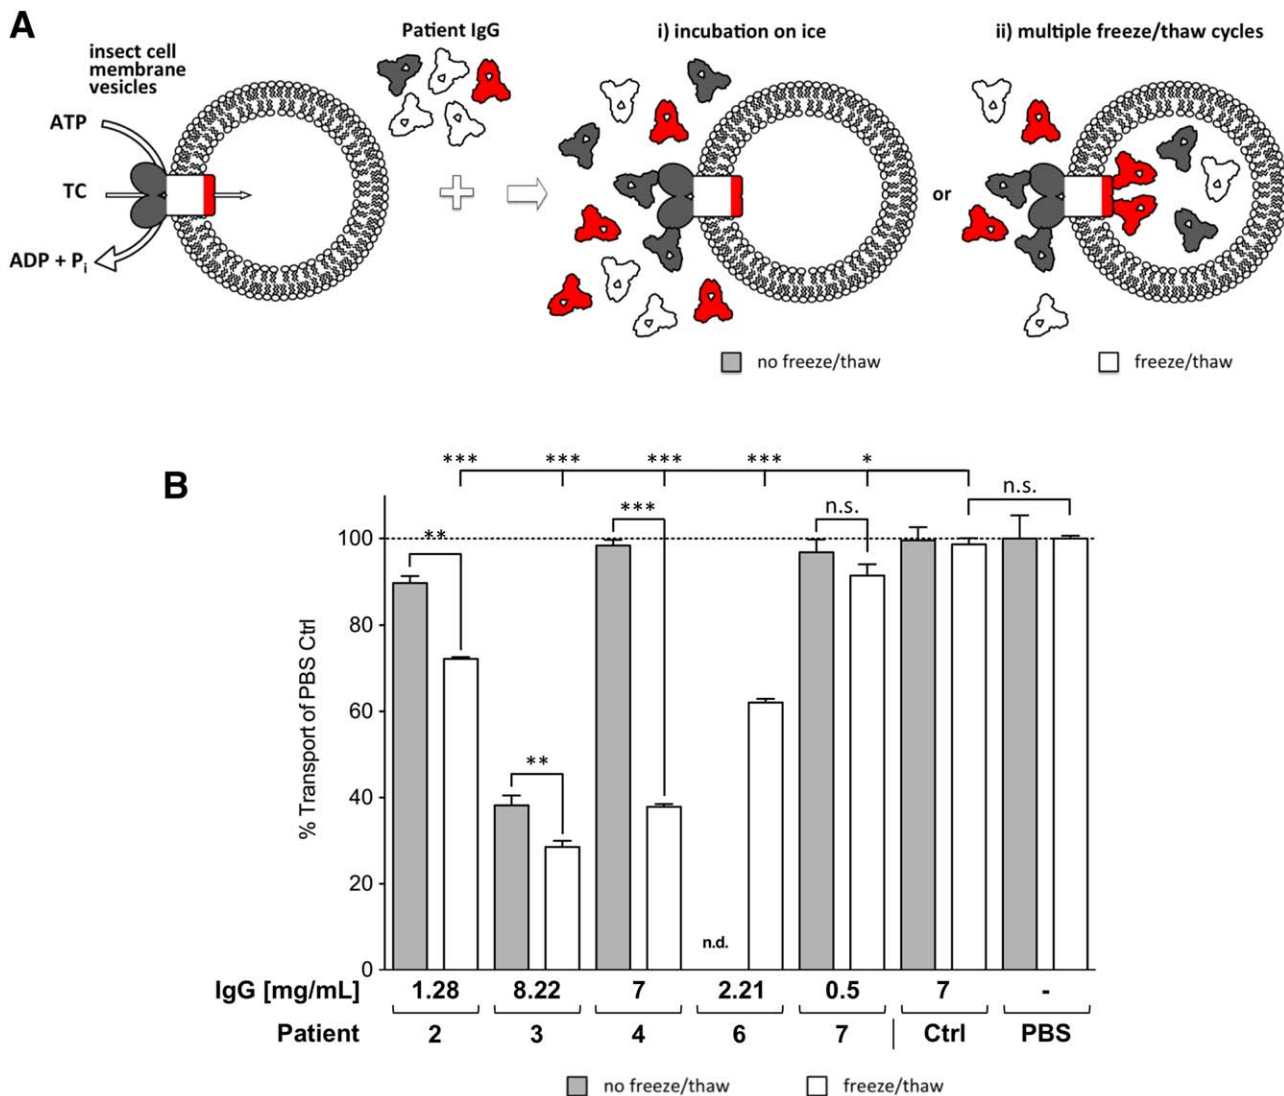 A
insect cell
membrane
vesicles
Patient IgG
i) incubation on ice
ii) multiple freeze/thaw cycles
ATP
TC
ADP + Pi
or
no freeze/thaw
freeze/thaw
B
*** *** *** *** *
n.s.
** *** n.s.
**
% Transport of PBS Ctrl
100
80
60
40
20
0
n.d.
IgG [mg/mL] 1.28 8.22 7 2.21 0.5 7 -
Patient 2 3 4 6 7 Ctrl PBS
no freeze/thaw freeze/thaw